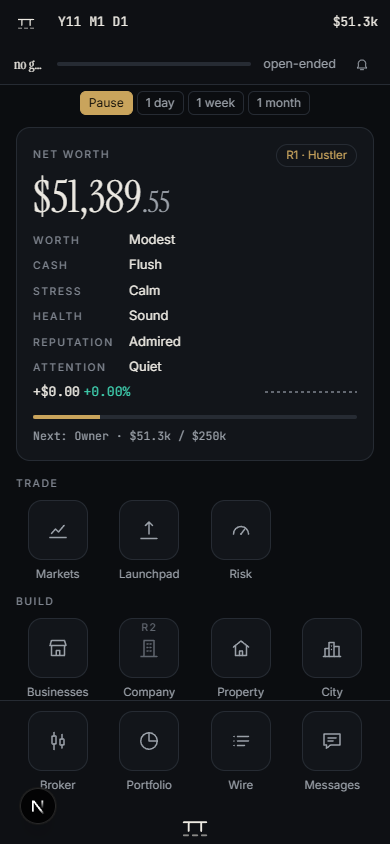 Y11 M1 D1 $51.3k
no g... open-ended
Pause 1 day 1 week 1 month
NET WORTH R1 · Hustler
$51,389.55
WORTH Modest
CASH Flush
STRESS Calm
HEALTH Sound
REPUTATION Admired
ATTENTION Quiet
+$0.00 +0.00%
Next: Owner · $51.3k / $250k
TRADE
Markets Launchpad Risk
BUILD
R2
Businesses Company Property City
Broker Portfolio Wire Messages
N